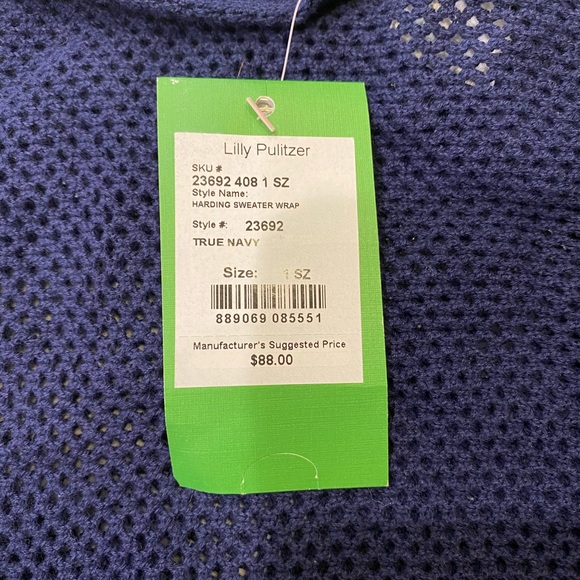 Lilly Pulitzer
SKU #
23692 408 1 SZ
Style Name:
HARDING SWEATER WRAP
Style #: 23692
TRUE NAVY
Size: 1 SZ
889069 085551
Manufacturer's Suggested Price
$88.00